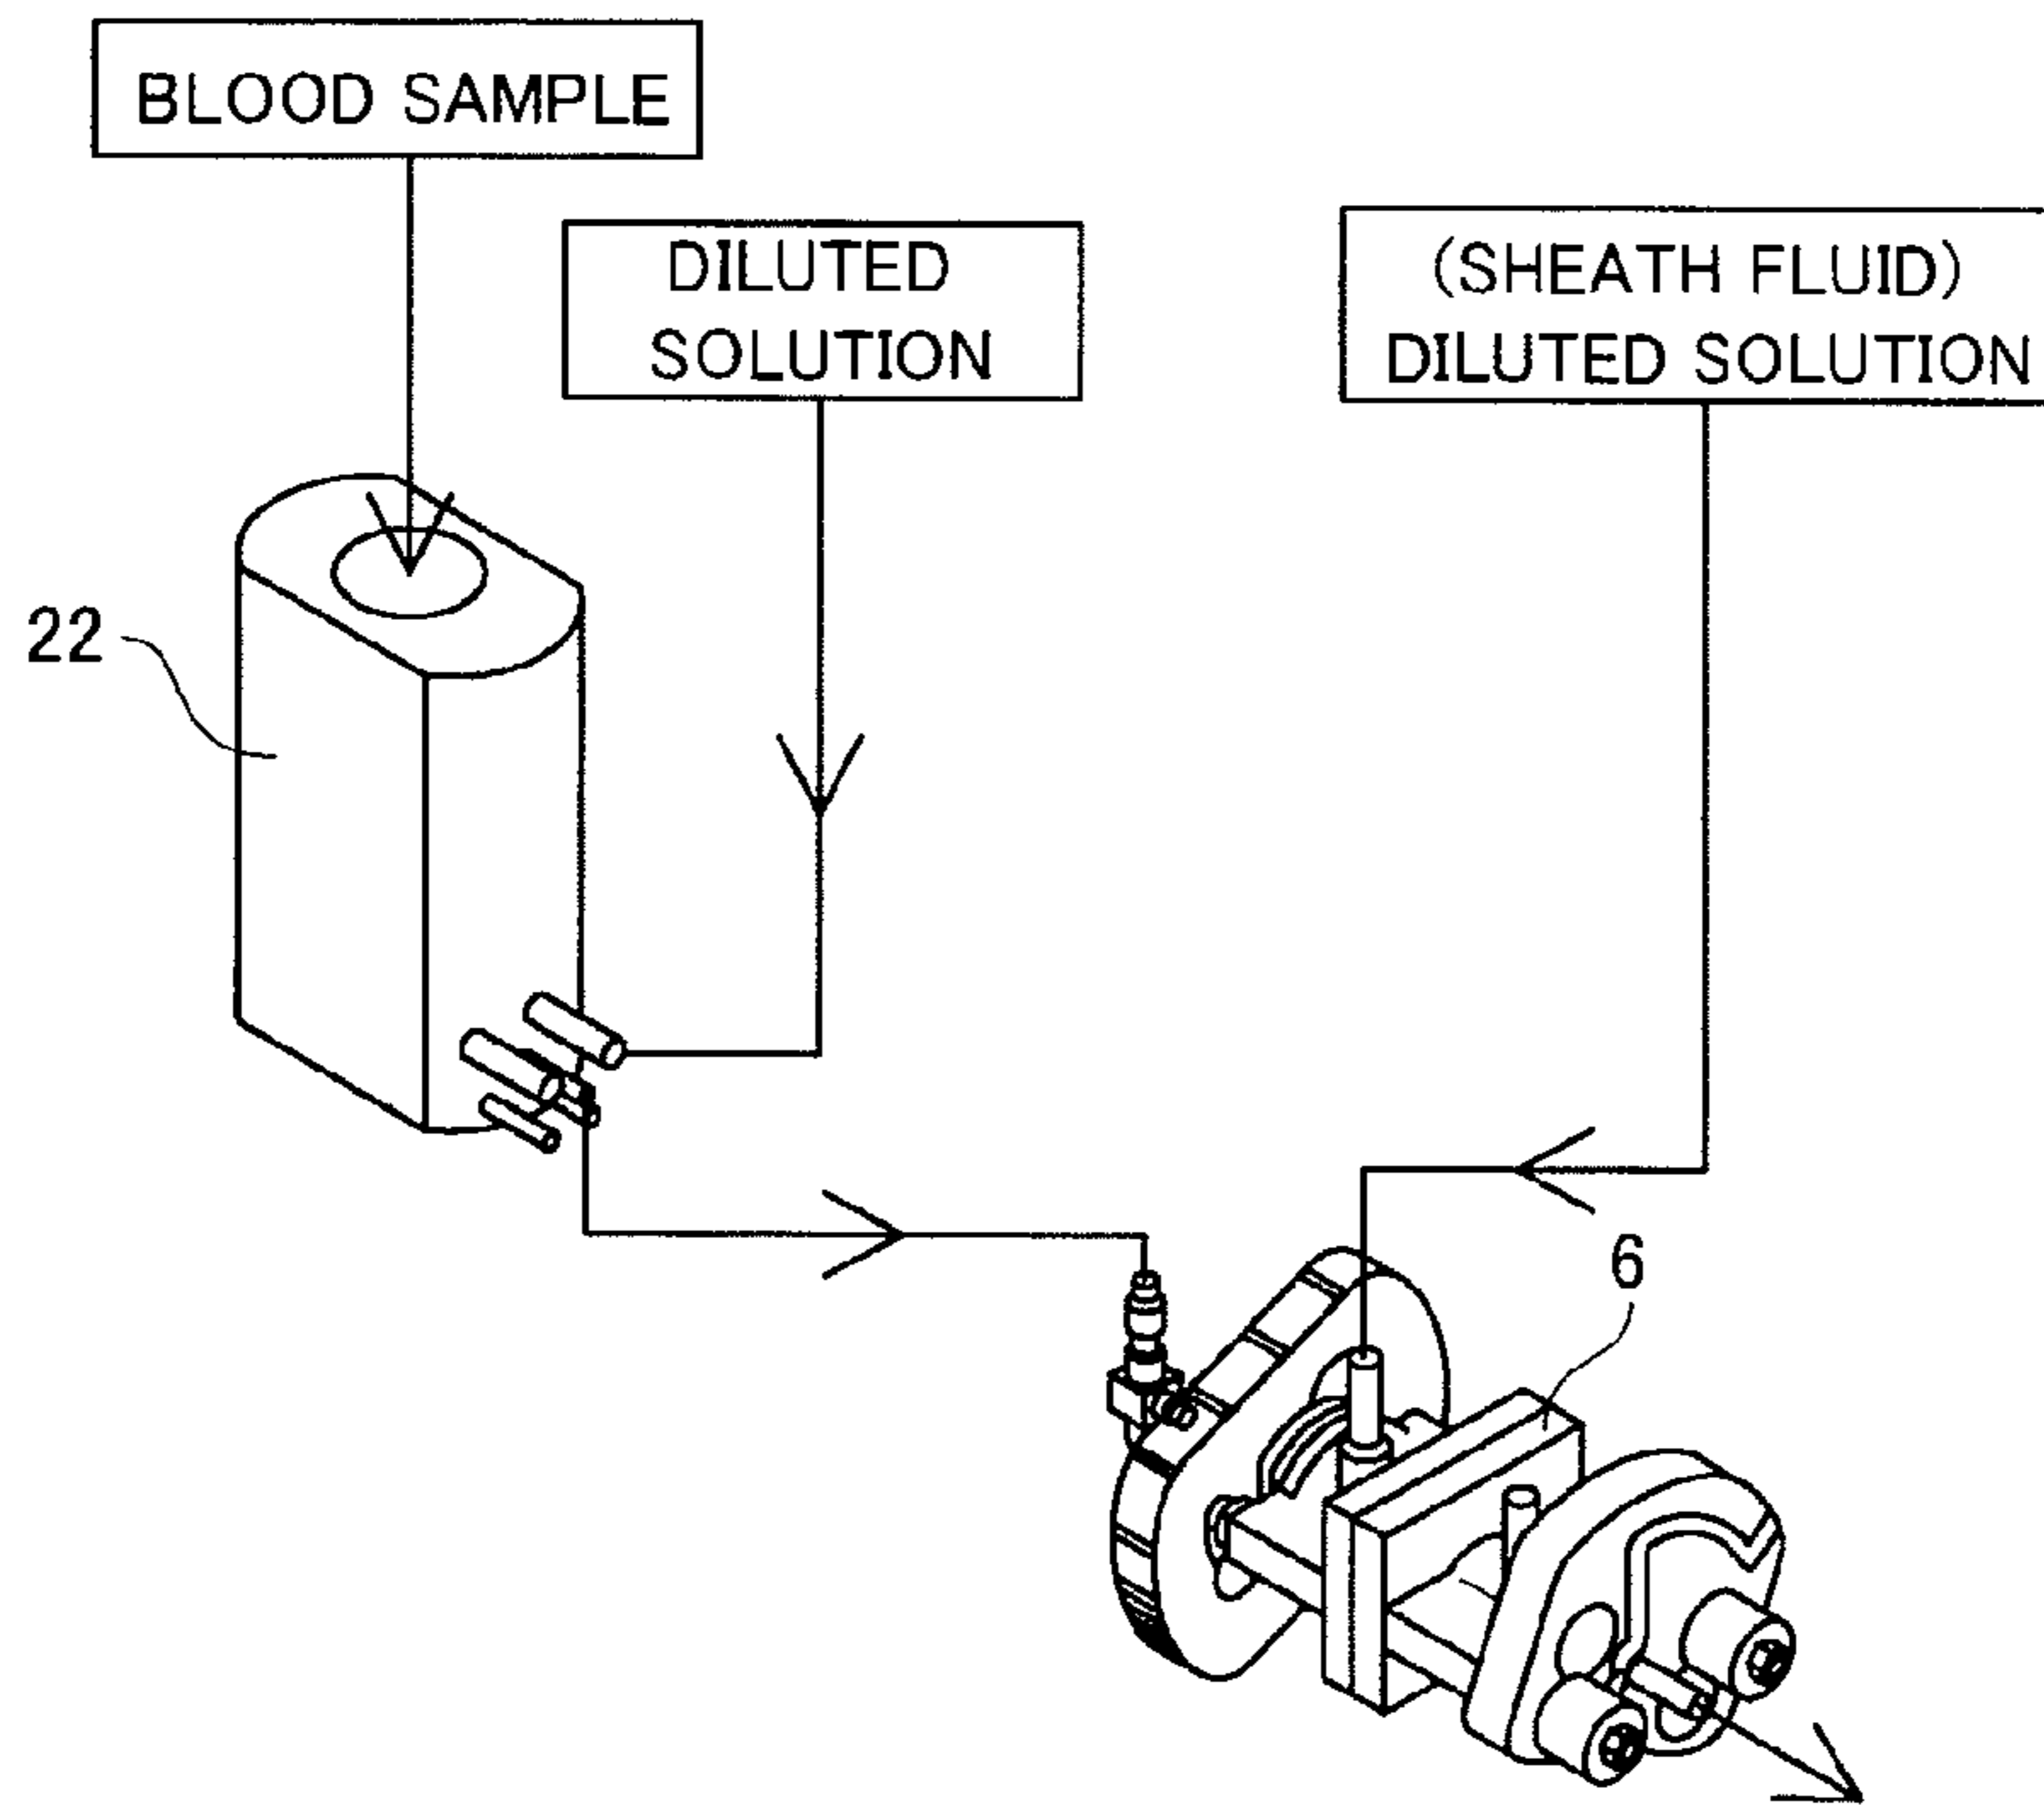 BLOOD SAMPLE
DILUTED
SOLUTION
(SHEATH FLUID)
DILUTED SOLUTION
22
6